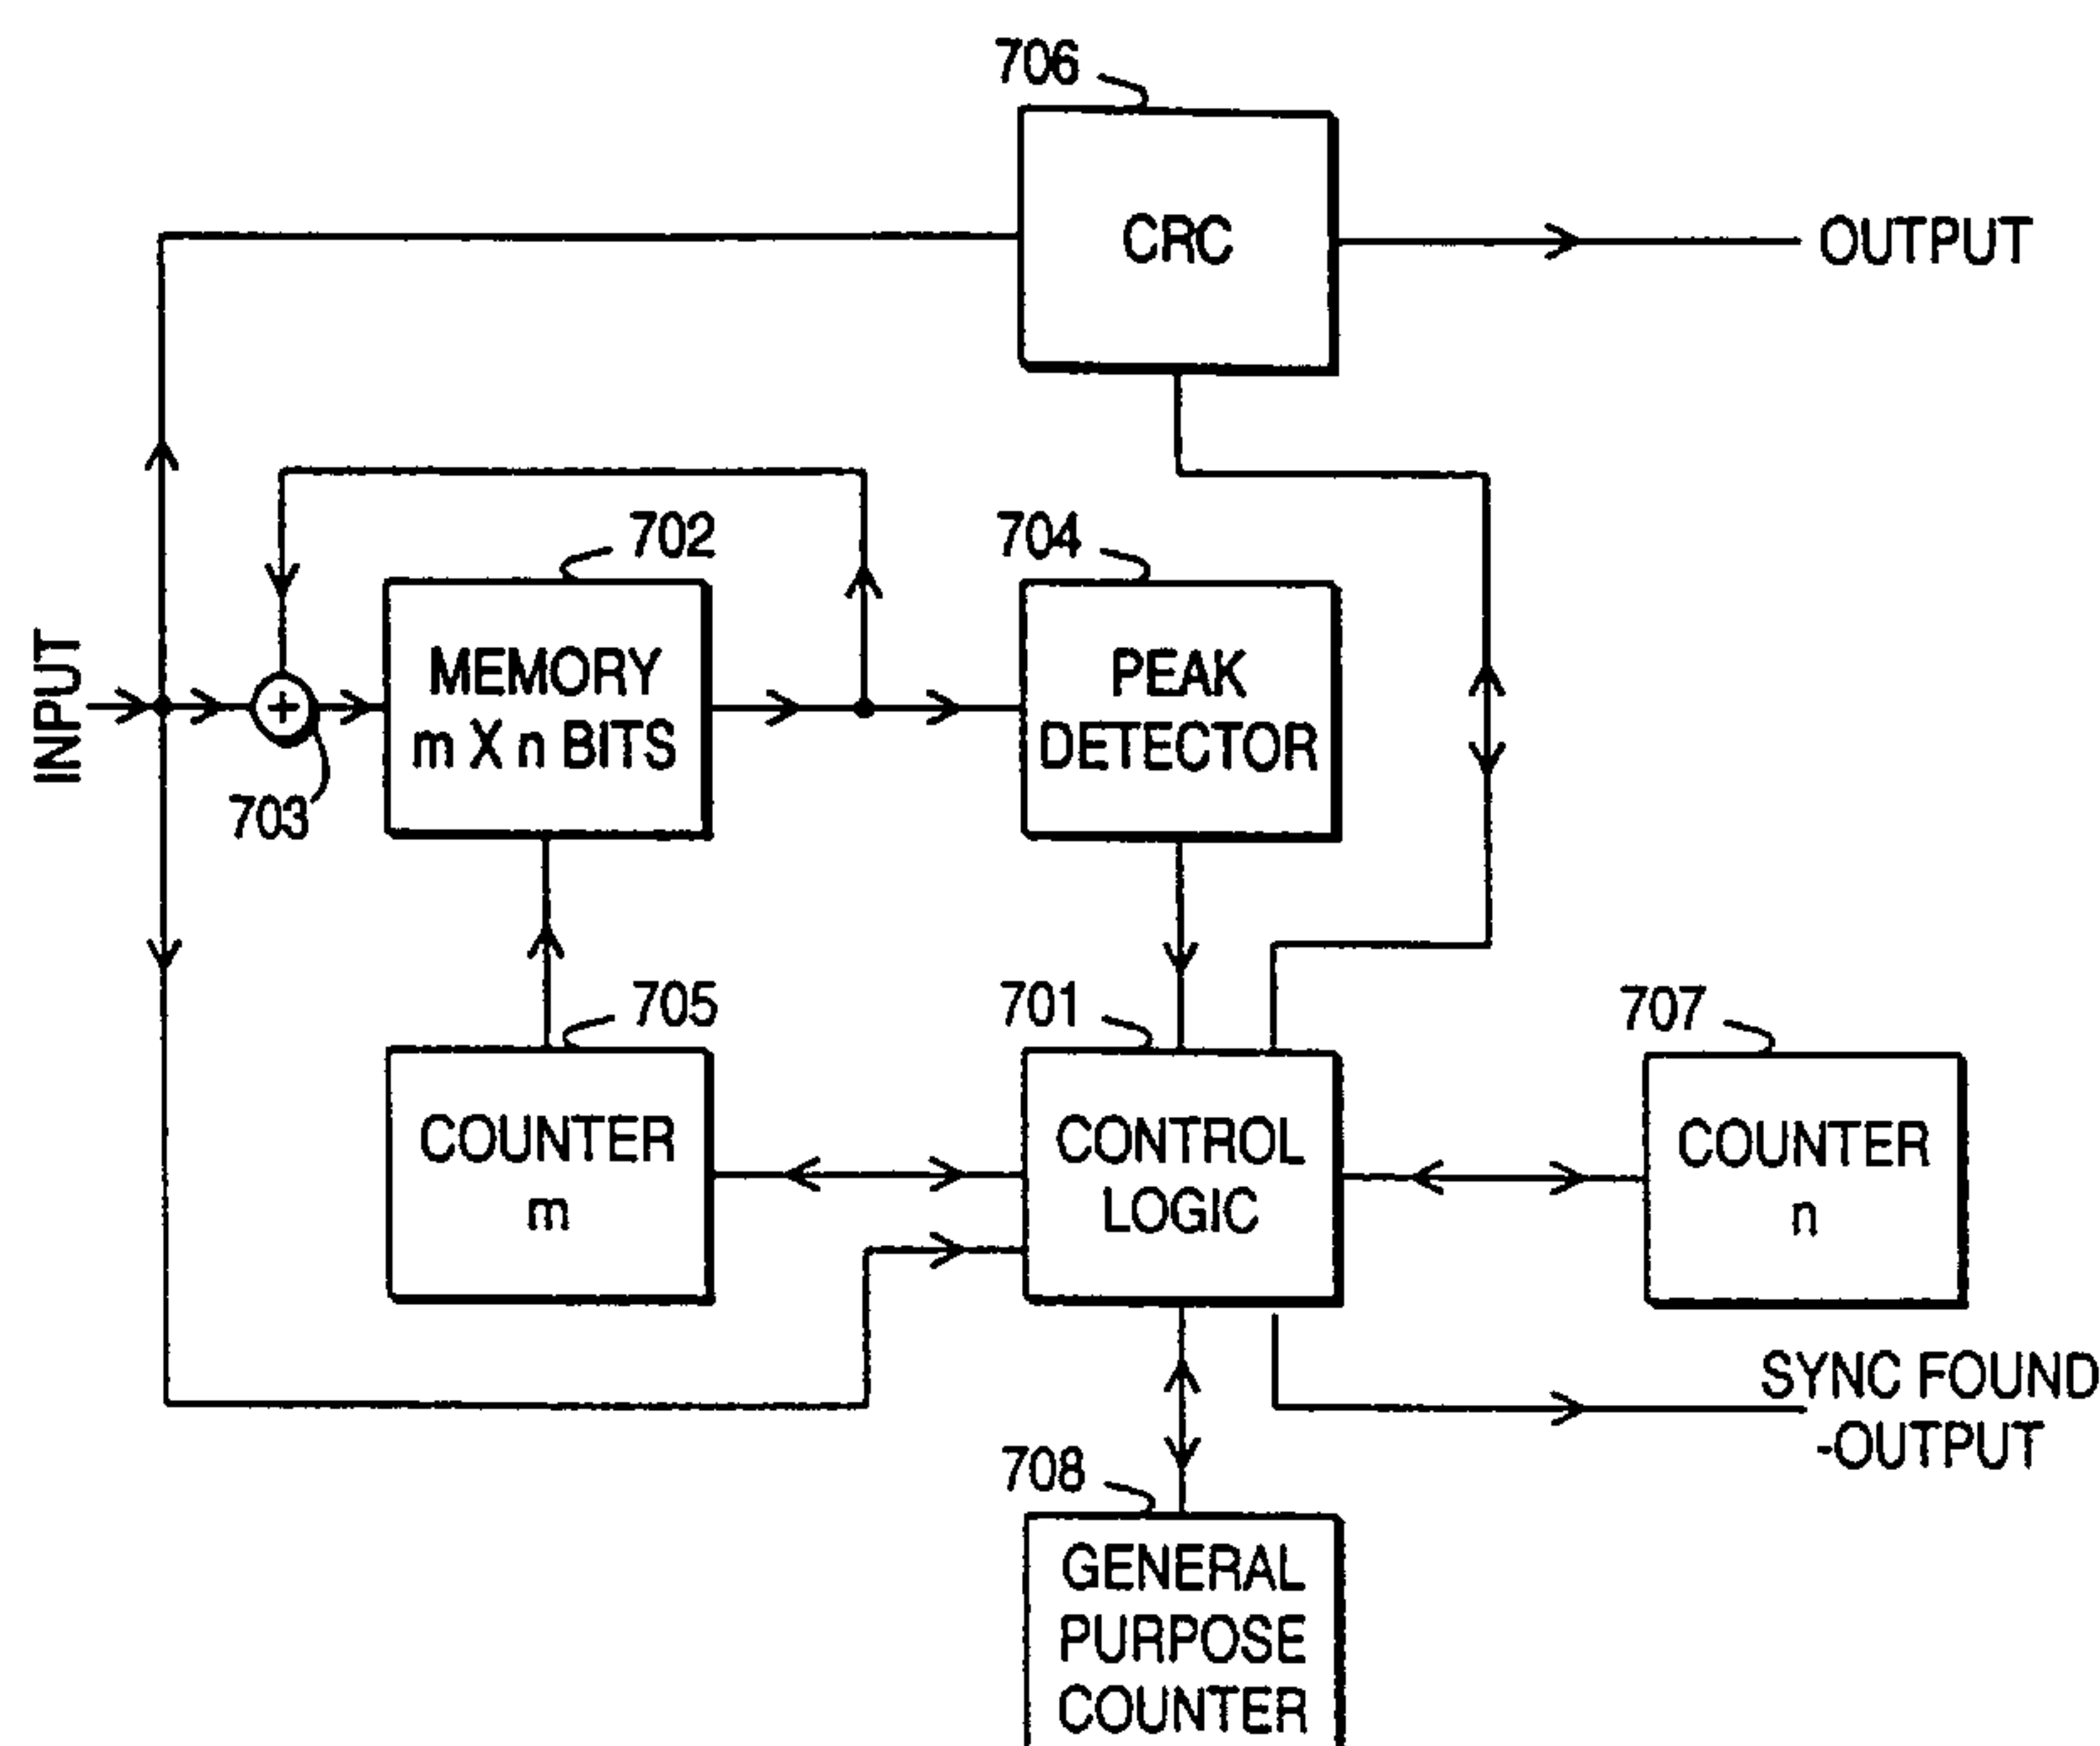 706
CRC
OUTPUT
702
704
INPUT
MEMORY
m X n BITS
PEAK
DETECTOR
703
705
701
707
COUNTER
m
CONTROL
LOGIC
COUNTER
n
SYNC FOUND
-OUTPUT
708
GENERAL
PURPOSE
COUNTER